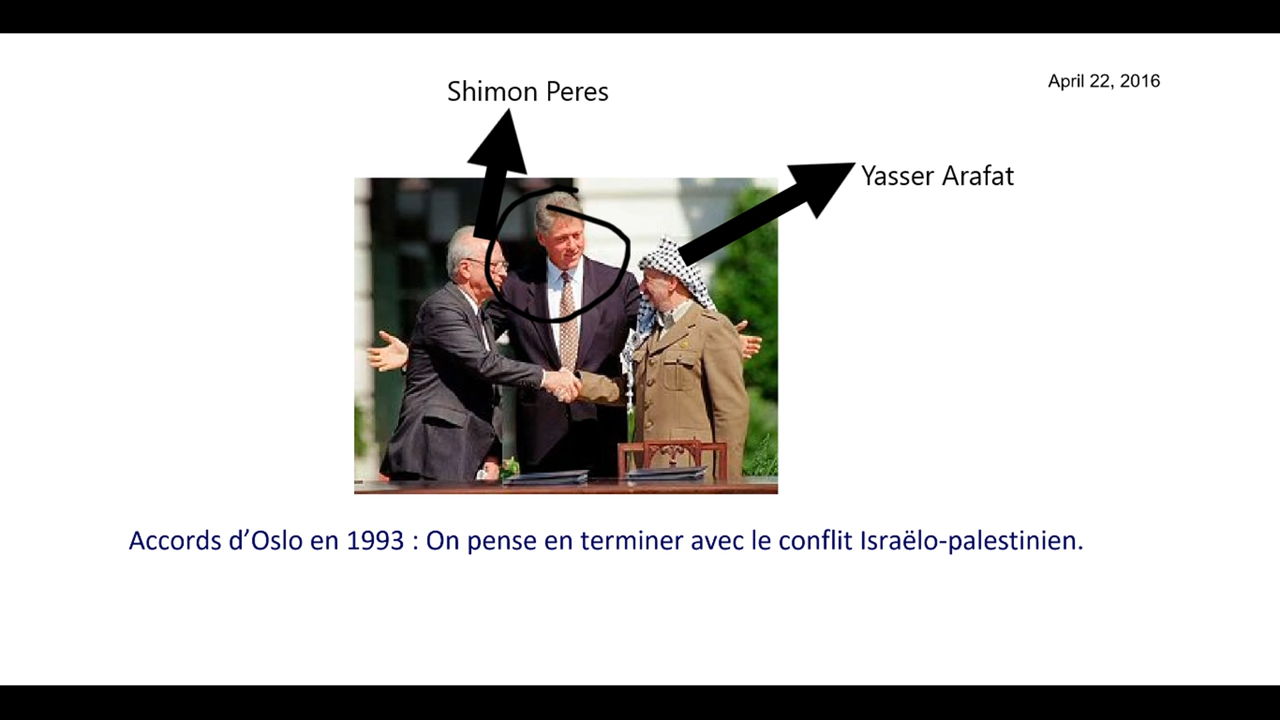 April 22, 2016
Shimon Peres
Yasser Arafat
Accords d’Oslo en 1993 : On pense en terminer avec le conflit Israëlo-palestinien.